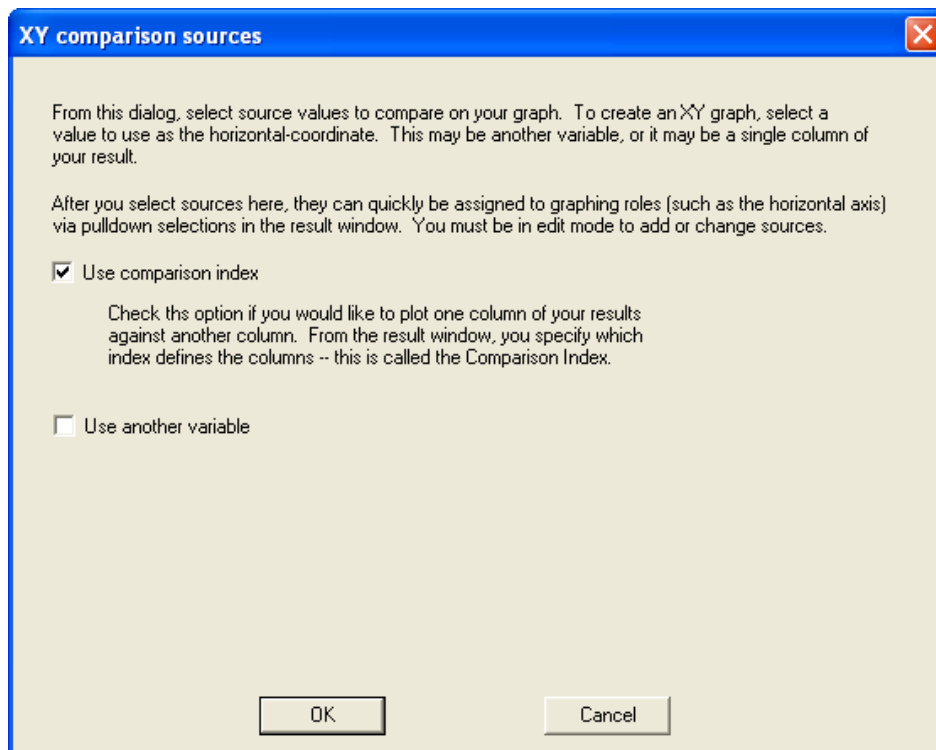 XY comparison sources
From this dialog, select source values to compare on your graph.  To create an XY graph, select a
value to use as the horizontal-coordinate.  This may be another variable, or it may be a single column of
your result.
After you select sources here, they can quickly be assigned to graphing roles (such as the horizontal axis)
via pulldown selections in the result window.  You must be in edit mode to add or change sources.
Use comparison index
Check ths option if you would like to plot one column of your results
against another column.  From the result window, you specify which
index defines the columns -- this is called the Comparison Index.
Use another variable
OK
Cancel